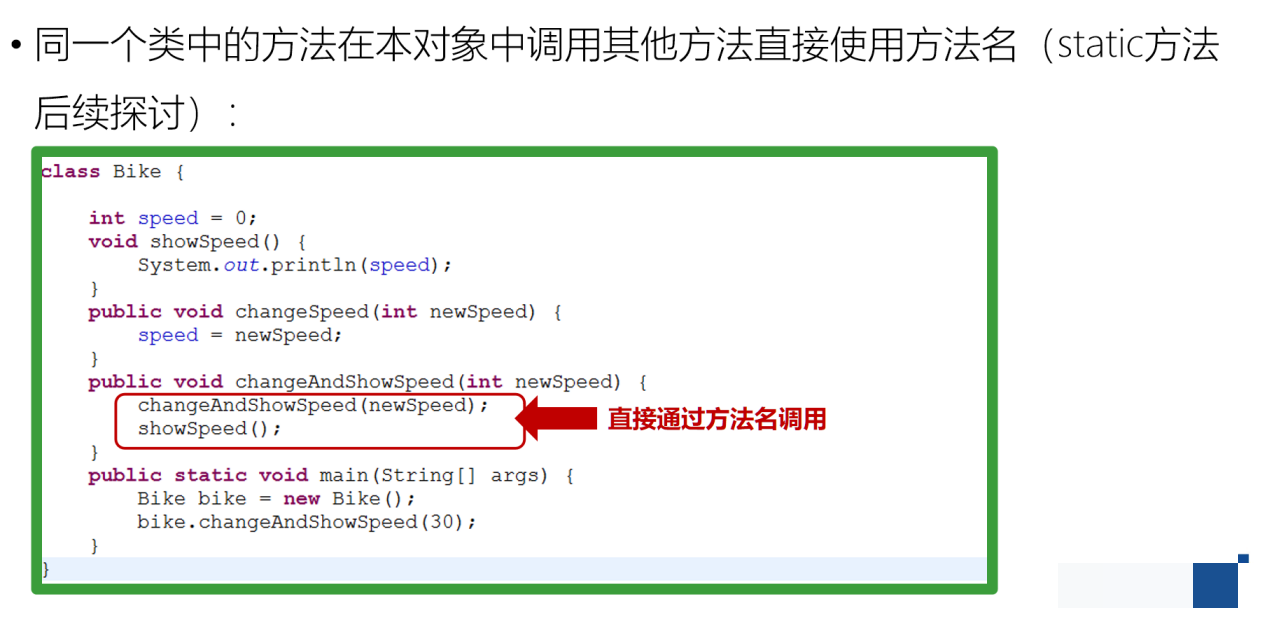 • 同一个类中的方法在本对象中调用其他方法直接使用方法名（static方法
后续探讨）:
class Bike {
int speed = 0;
void showSpeed() {
System.out.println(speed);
}
public void changeSpeed(int newSpeed) {
speed = newSpeed;
}
public void changeAndShowSpeed(int newSpeed) {
changeAndShowSpeed(newSpeed);
showSpeed();
直接通过方法名调用
}
public static void main(String[] args) {
Bike bike = new Bike();
bike.changeAndShowSpeed(30);
}
}